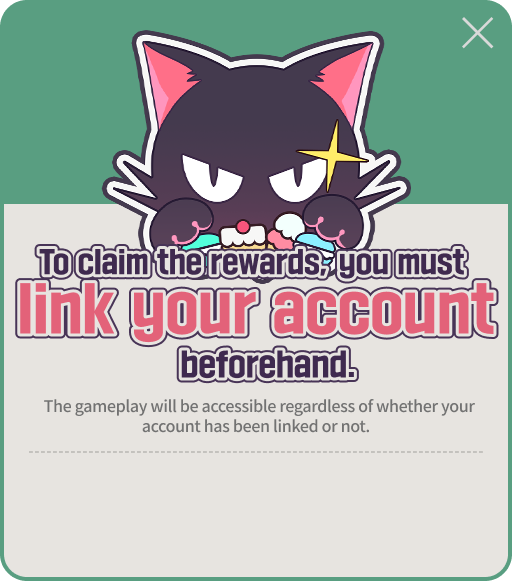 To claim the rewards, you must
link your account
beforehand.
The gameplay will be accessible regardless of whether your
account has been linked or not.